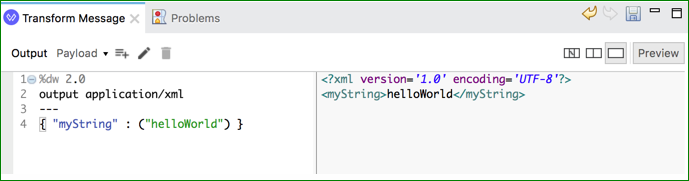 Transform Message Problems
Output Payload Preview
1 %dw 2.0
2 output application/xml
3 ---
4 { "myString" : ("helloWorld") }
<?xml version='1.0' encoding='UTF-8'?>
<myString>helloWorld</myString>